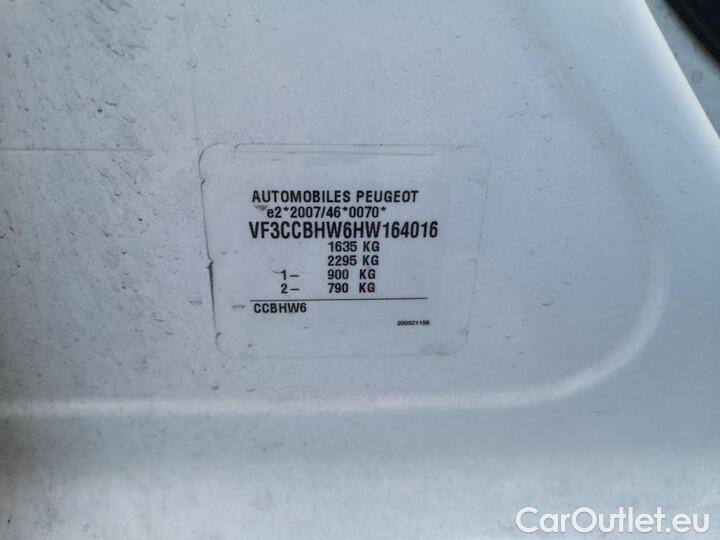 AUTOMOBILES PEUGEOT
e2*2007/46*0070*
VF3CCBHW6HW164016
1635 KG
2295 KG
1- 900 KG
2- 790 KG
CCBHW6
200521158
CarOutlet.eu